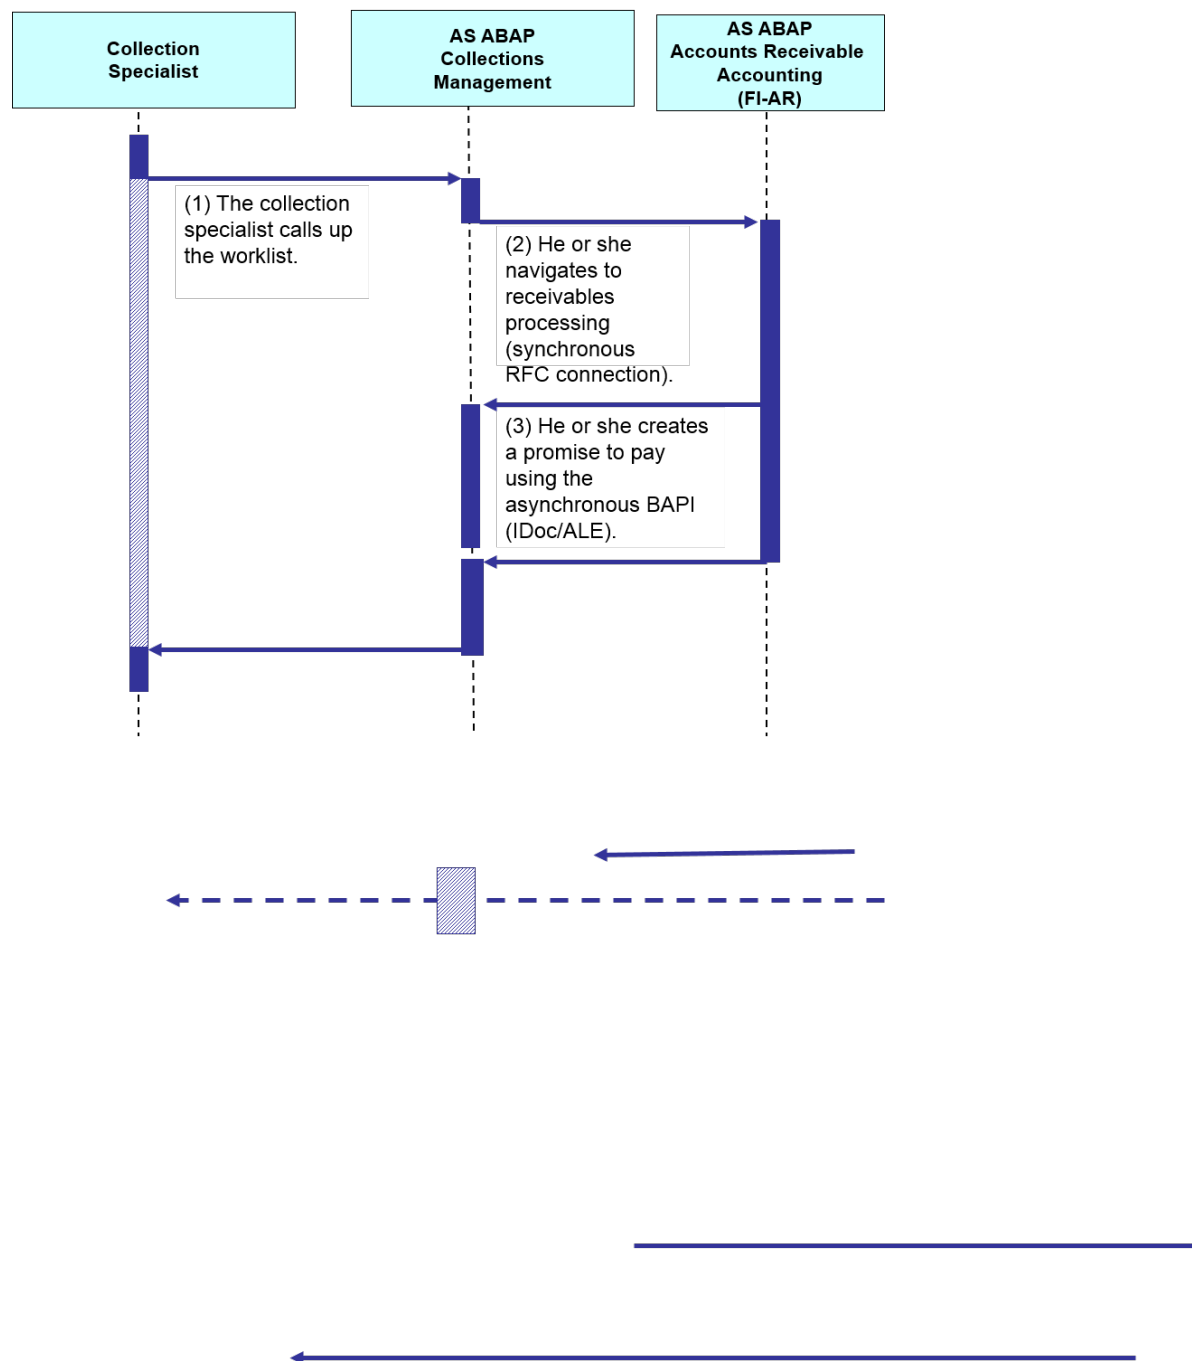 Collection
Specialist
AS ABAP
Collections
Management
AS ABAP
Accounts Receivable
Accounting
(FI-AR)
(1) The collection
specialist calls up
the worklist.
(2) He or she
navigates to
receivables
processing
(synchronous
RFC connection).
(3) He or she creates
a promise to pay
using the
asynchronous BAPI
(IDoc/ALE).